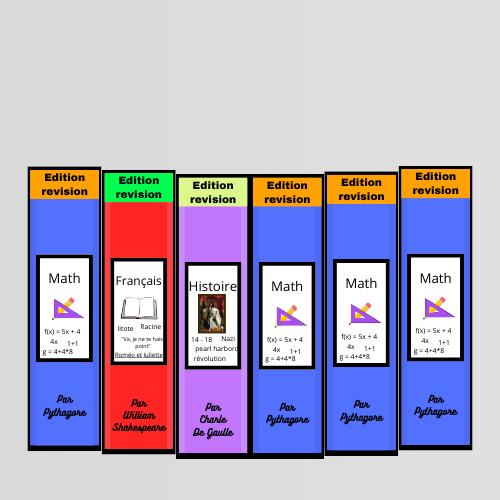 Edition
revision
Math
f(x) = 5x + 4
4x 1+1
g = 4+4*8
Par
Pythagore
Edition
revision
Français
litote Racine
"Va, je ne te hais
point"
Roméo et Juliette
Par
William
Shakespeare
Edition
revision
Histoire
14 - 18 Nazi
pearl harbord
révolution
Par
Charle
De Gaulle
Edition
revision
Math
f(x) = 5x + 4
4x 1+1
g = 4+4*8
Par
Pythagore
Edition
revision
Math
f(x) = 5x + 4
4x 1+1
g = 4+4*8
Par
Pythagore
Edition
revision
Math
f(x) = 5x + 4
4x 1+1
g = 4+4*8
Par
Pythagore